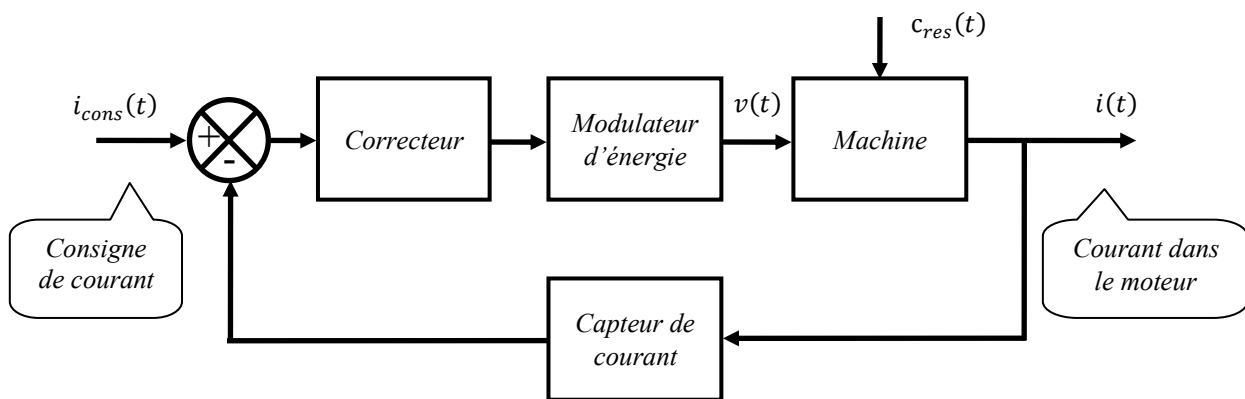 c_res(t)
i_cons(t)
+
-
Correcteur
Modulateur
d'énergie
v(t)
Machine
i(t)
Consigne
de courant
Courant dans
le moteur
Capteur de
courant